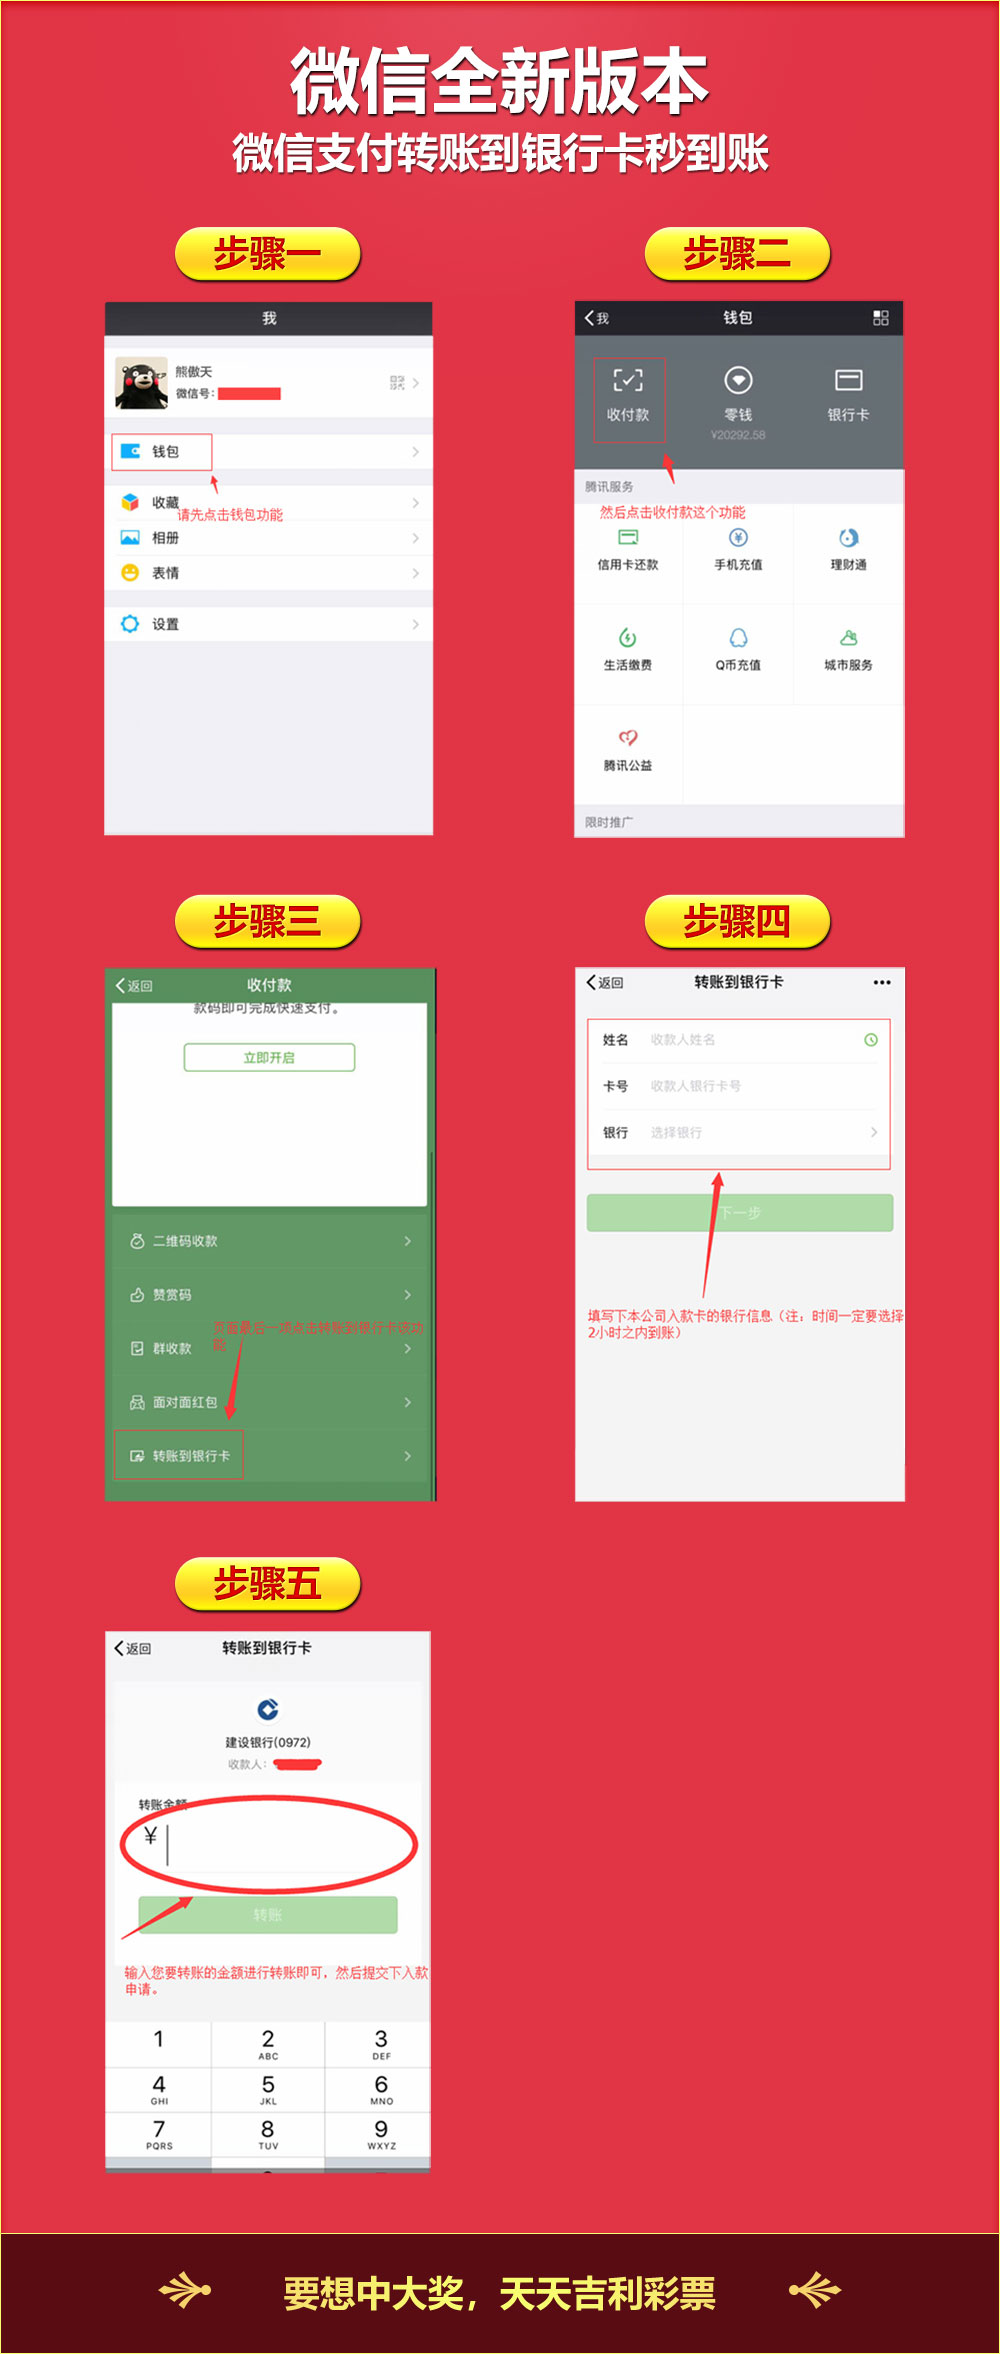 微信全新版本
微信支付转账到银行卡秒到账
步骤一
我
熊傲天
微信号：
钱包
收藏
请先点击钱包功能
相册
表情
设置
步骤二
我
钱包
收付款
零钱
银行卡
¥20292.58
腾讯服务
然后点击收付款这个功能
信用卡还款
手机充值
理财通
生活缴费
Q币充值
城市服务
腾讯公益
限时推广
步骤三
返回
收付款
款码即可完成快速支付。
立即开启
二维码收款
赞赏码
页面最后一项点击转账到银行卡该功
能
群收款
面对面红包
转账到银行卡
步骤四
返回
转账到银行卡
姓名
收款人姓名
卡号
收款人银行卡号
银行
选择银行
下一步
填写下本公司入款卡的银行信息（注：时间一定要选择
2小时之内到账）
步骤五
返回
转账到银行卡
建设银行(0972)
收款人：
转账金额
¥
转账
输入您要转账的金额进行转账即可，然后提交下入款
申请。
1
2
ABC
3
DEF
4
GHI
5
JKL
6
MNO
7
PQRS
8
TUV
9
WXYZ
要想中大奖，天天吉利彩票